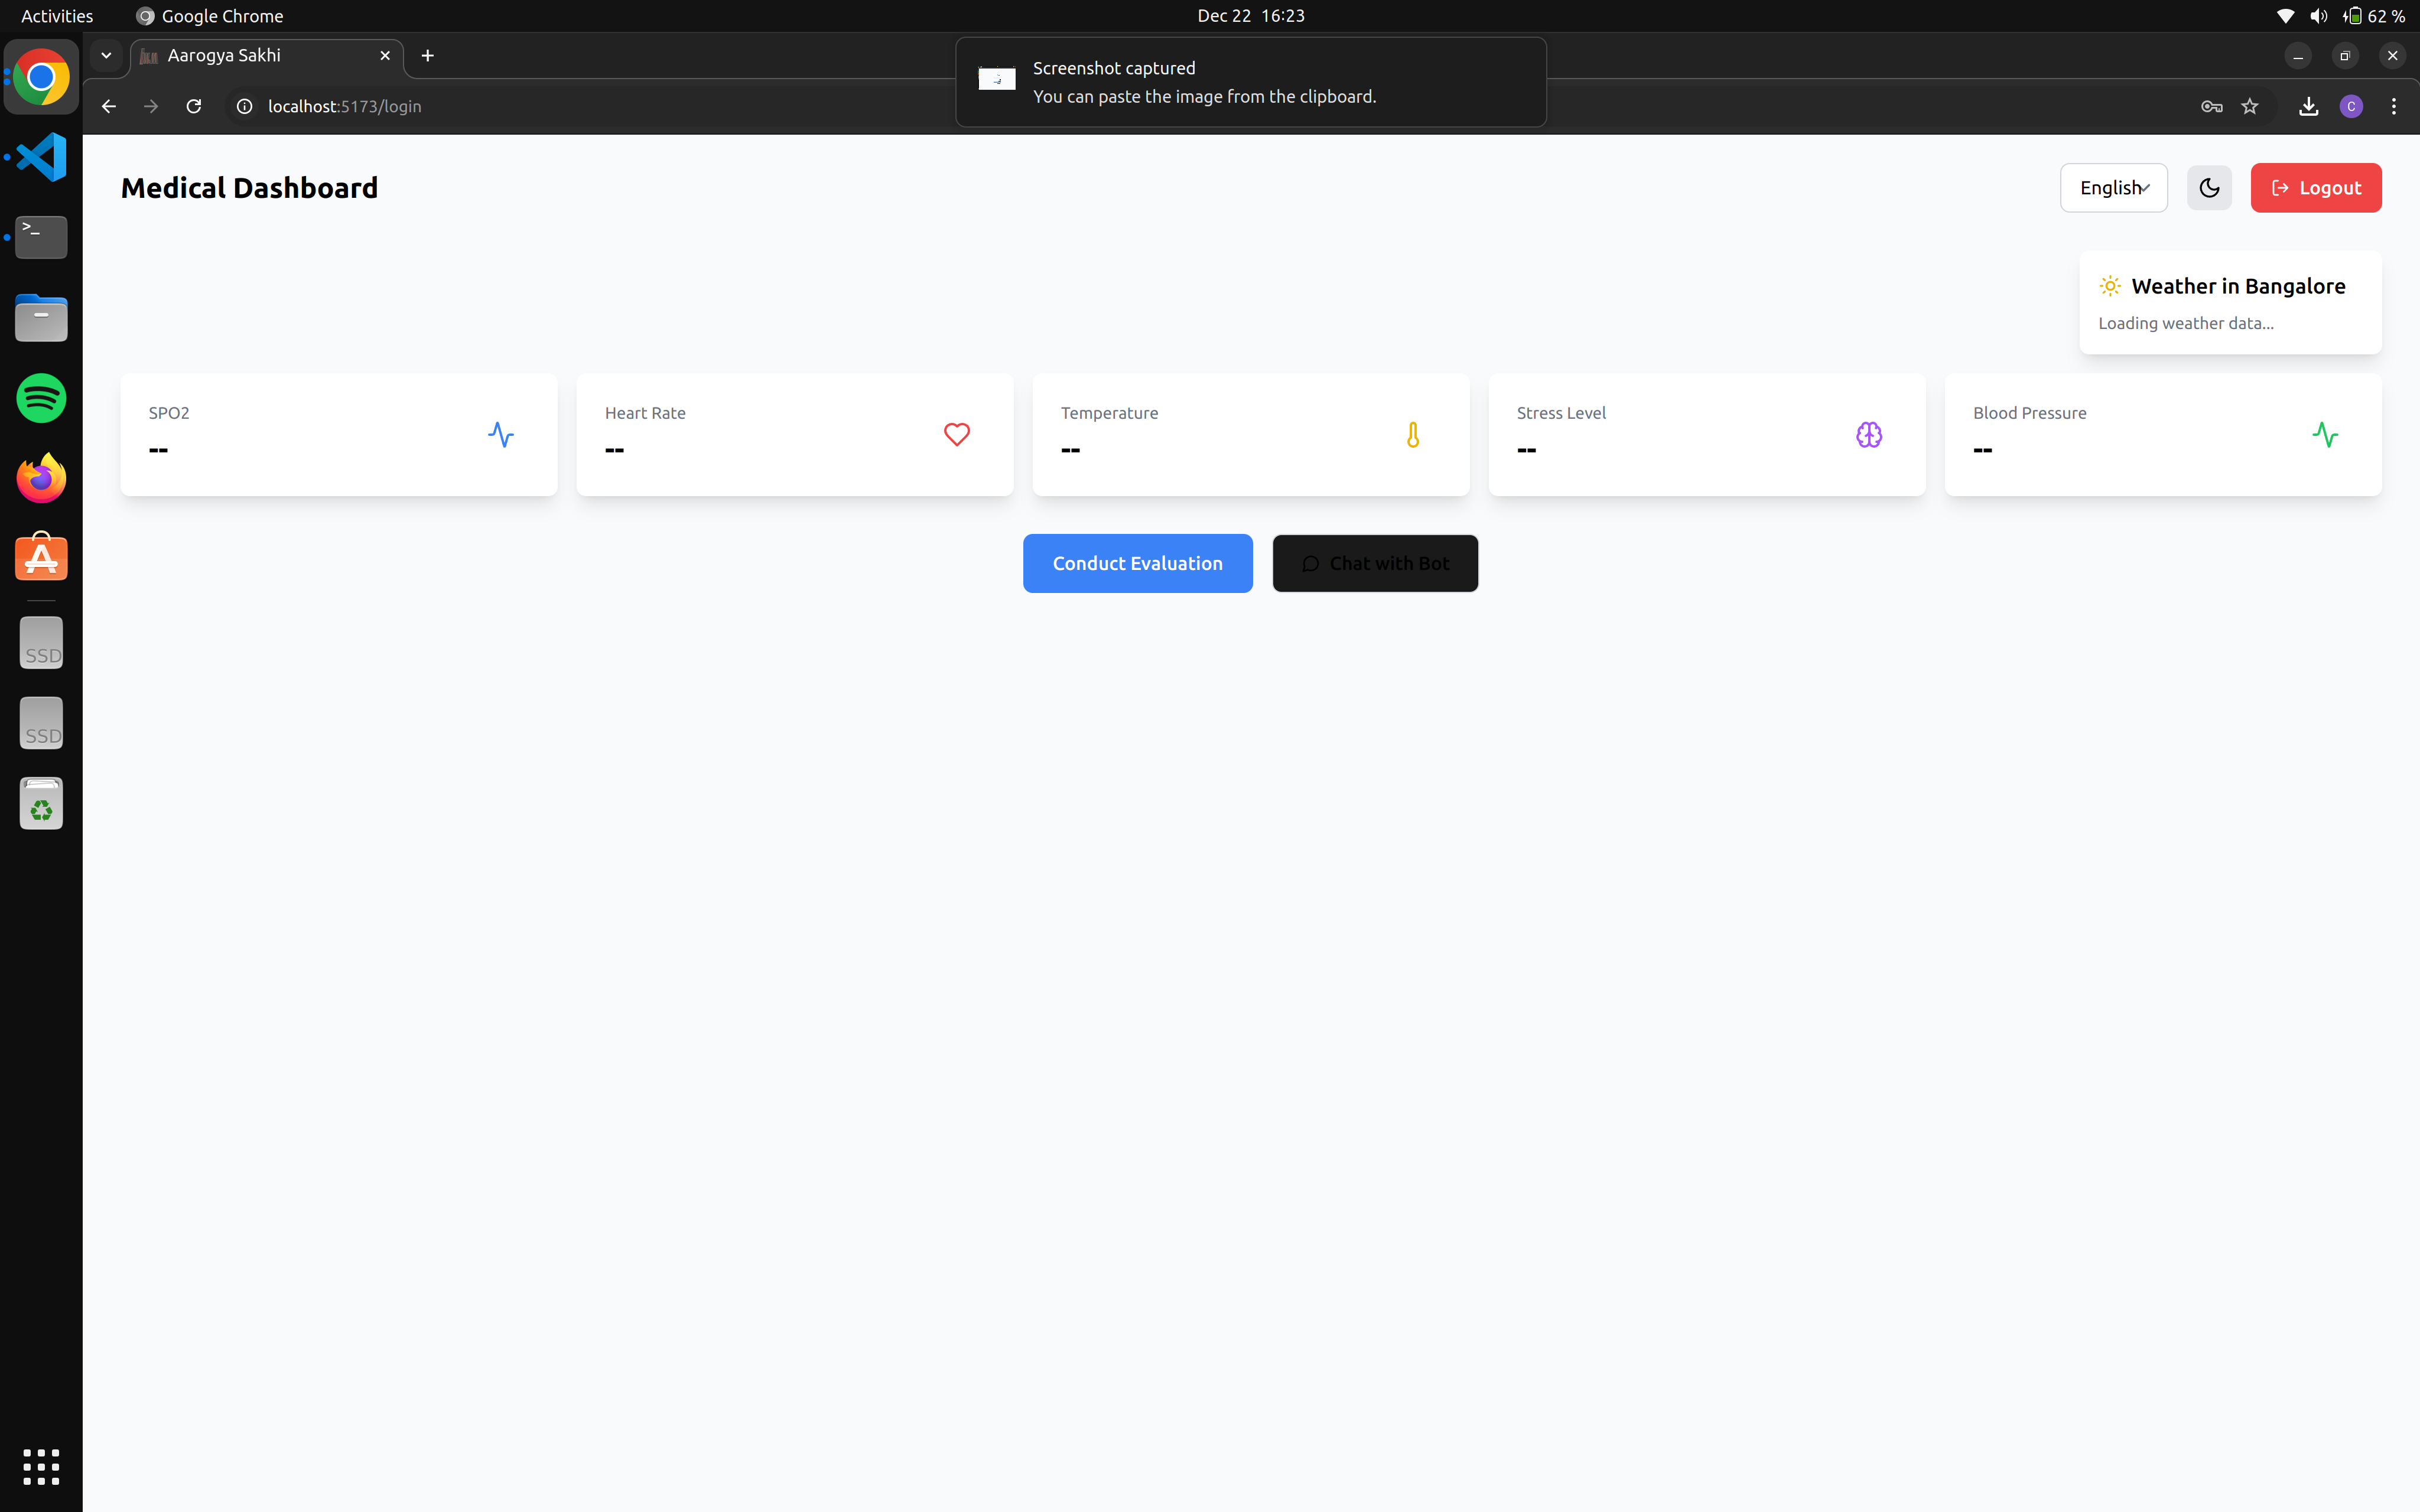 Activities
Google Chrome
Dec 22 16:23
62 %
Aarogya Sakhi
Screenshot captured
You can paste the image from the clipboard.
localhost:5173/login
C
Medical Dashboard
English
Logout
Weather in Bangalore
Loading weather data...
SPO2
--
Heart Rate
--
Temperature
--
Stress Level
--
Blood Pressure
--
Conduct Evaluation
Chat with Bot
>_
SSD
SSD